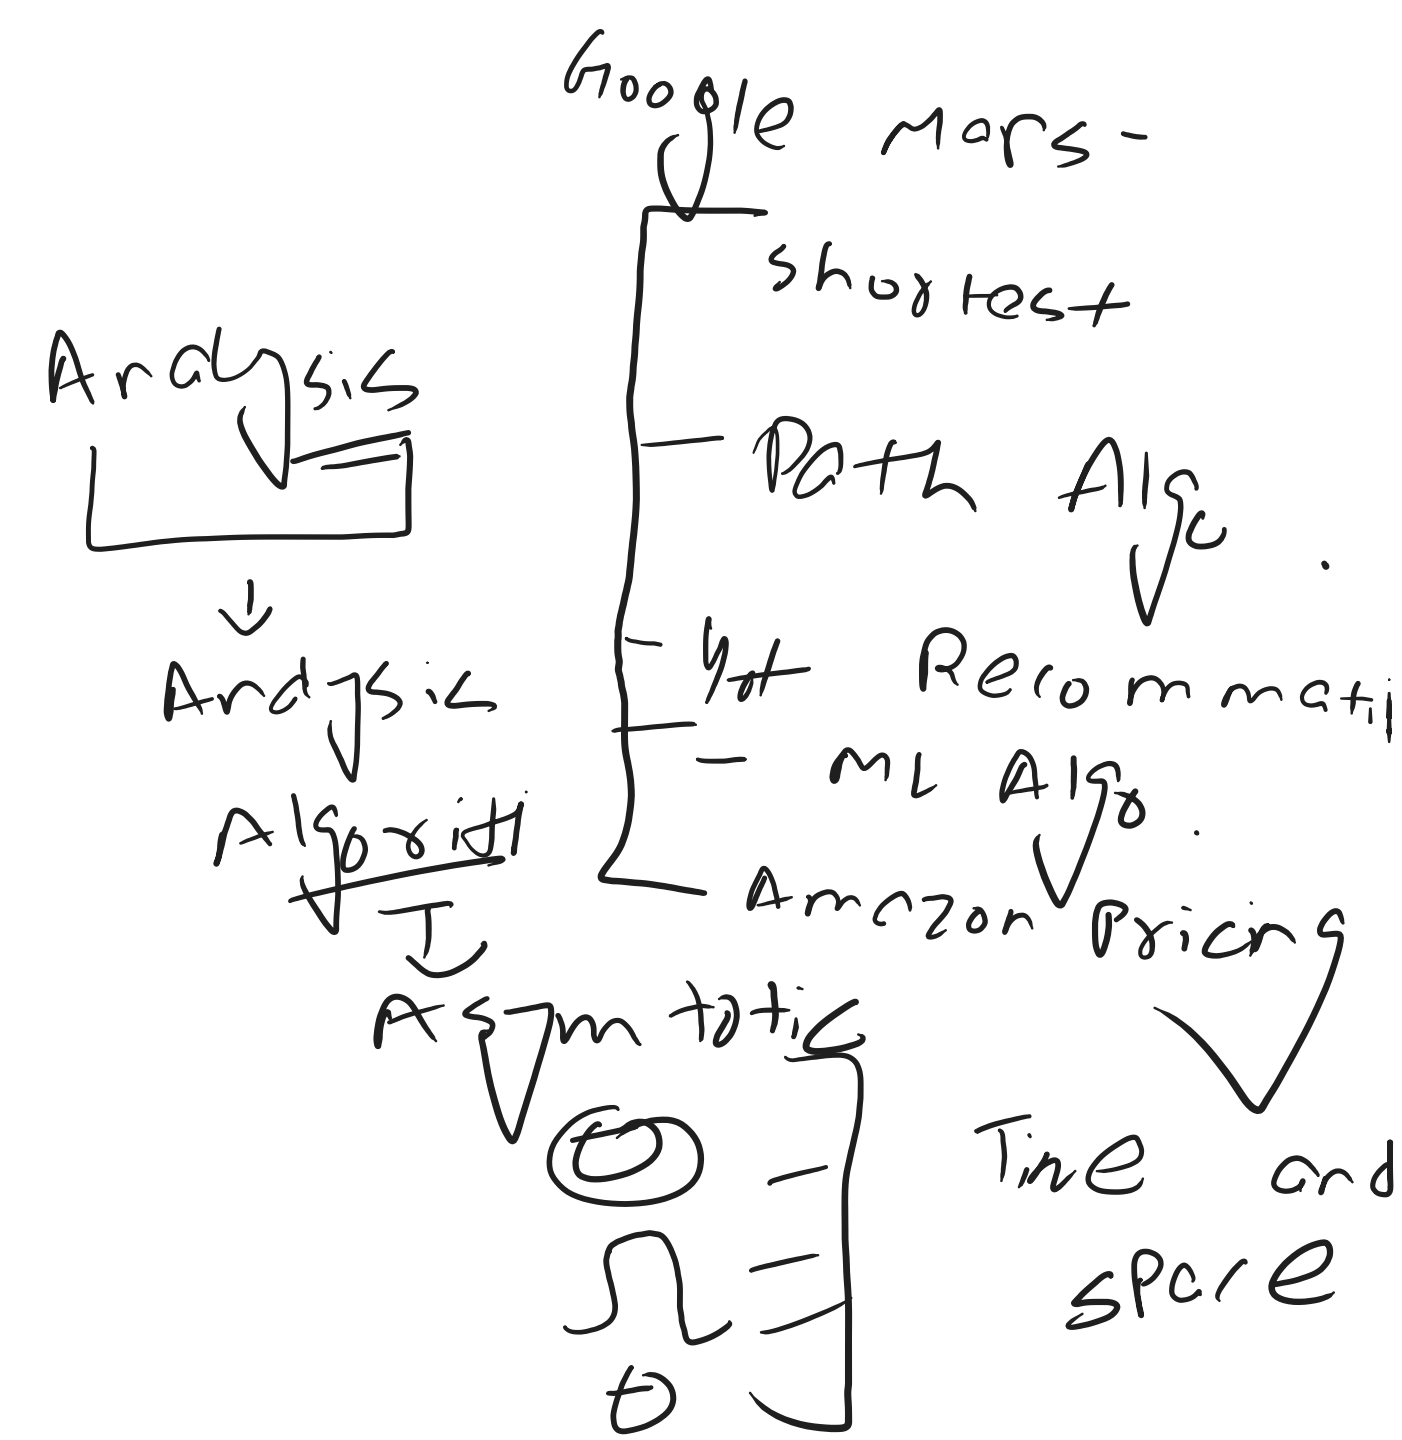 Google Maps -
shortest
Path Algo
Yt Recommati
ML Algo
Amazon Pricing
Time and
space
Analysis
Analysis
Algorith
Asymtotic
O
Ω
θ